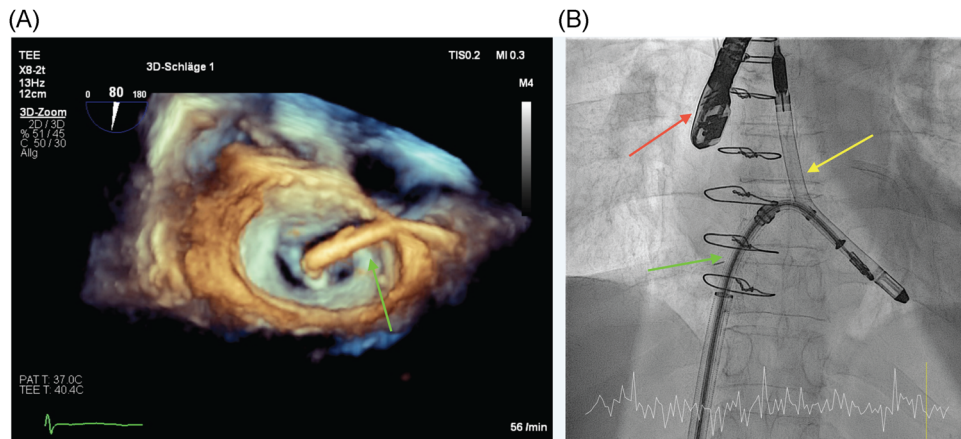 (A)
(B)
TEE
X8-2t
13Hz
12cm
3D-Zoom
2D / 3D
% 51 / 45
C 50 / 30
Allg
3D-Schläge 1
0 80 180
TIS0.2 MI 0.3
M4
PAT T: 37.0C
TEE T: 40.4C
56 /min